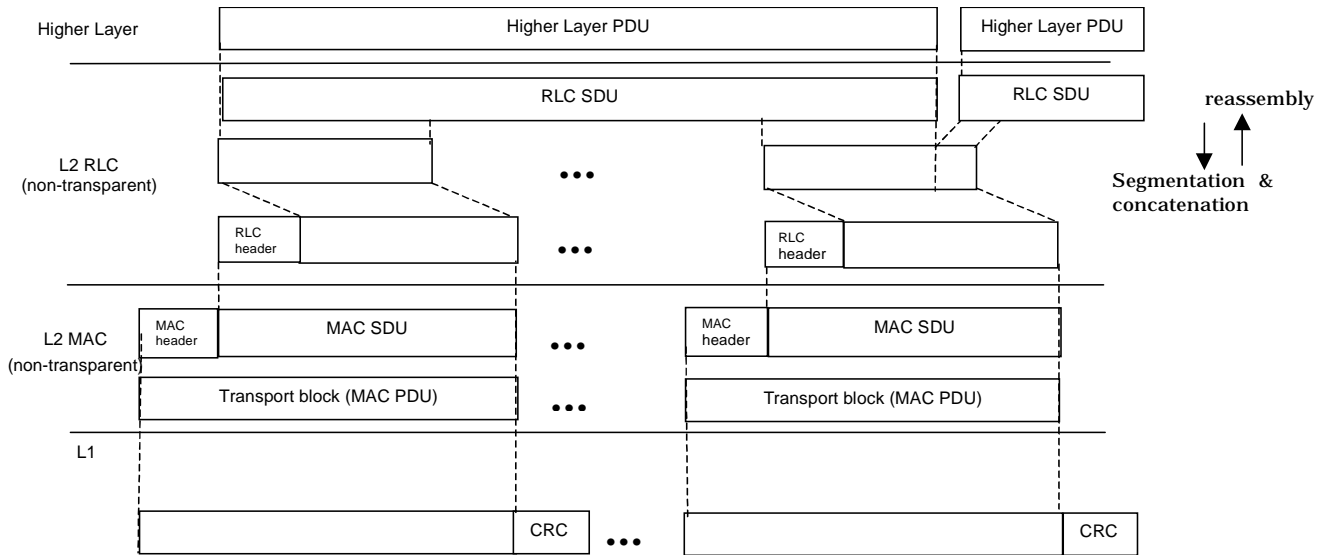 Higher Layer
Higher Layer PDU
Higher Layer PDU
RLC SDU
RLC SDU
reassembly
L2 RLC
(non-transparent)
•••
Segmentation &
concatenation
RLC
header
•••
RLC
header
L2 MAC
(non-transparent)
MAC
header
MAC SDU
•••
MAC
header
MAC SDU
Transport block (MAC PDU)
•••
Transport block (MAC PDU)
L1
CRC
•••
CRC